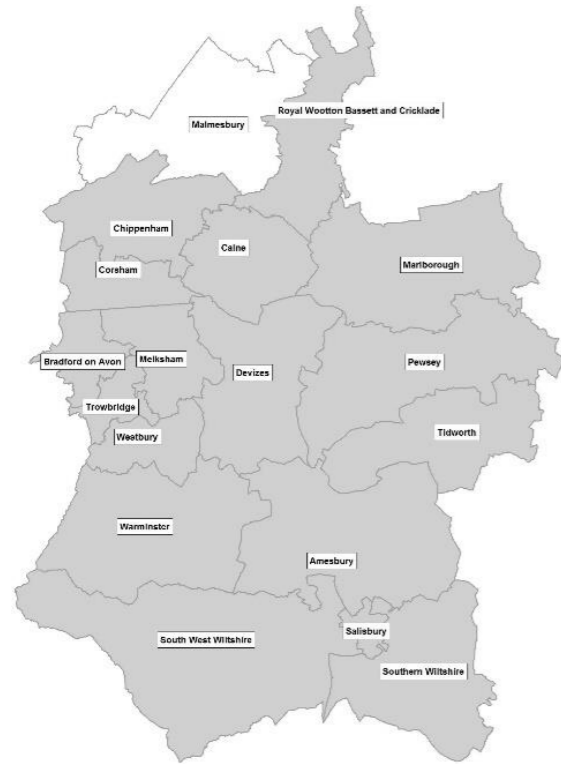 Royal Wootton Bassett and Cricklade
Malmesbury
Chippenham
Calne
Corsham
Marlborough
Bradford on Avon
Melksham
Devizes
Pewsey
Trowbridge
Westbury
Tidworth
Warminster
Amesbury
South West Wiltshire
Salisbury
Southern Wiltshire